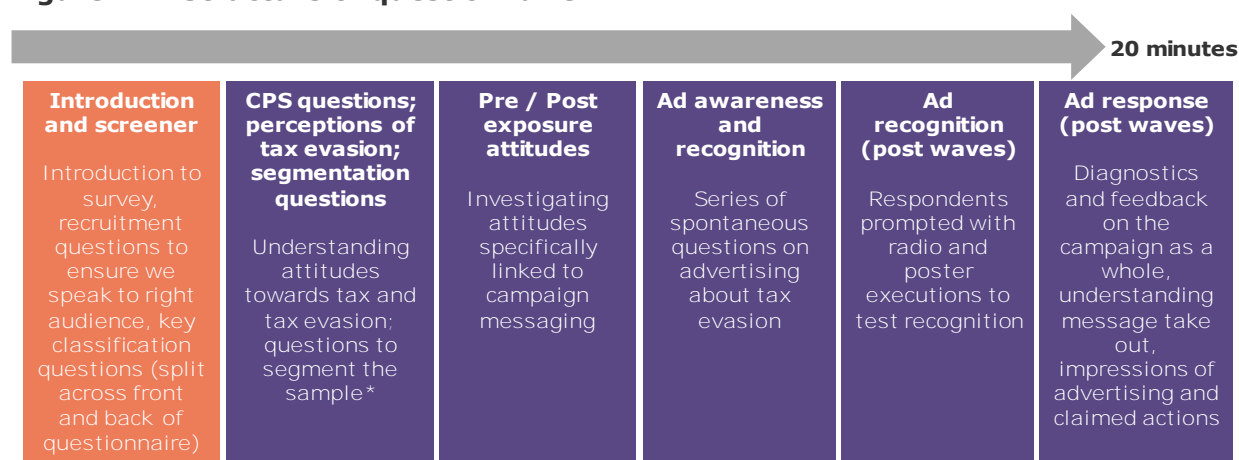 Figure Structure of questionnaire
20 minutes
Introduction
and screener
Introduction to
survey,
recruitment
questions to
ensure we
speak to right
audience, key
classification
questions (split
across front
and back of
questionnaire)
CPS questions;
perceptions of
tax evasion;
segmentation
questions
Understanding
attitudes
towards tax and
tax evasion;
questions to
segment the
sample*
Pre / Post
exposure
attitudes
Investigating
attitudes
specifically
linked to
campaign
messaging
Ad awareness
and
recognition
Series of
spontaneous
questions on
advertising
about tax
evasion
Ad
recognition
(post waves)
Respondents
prompted with
radio and
poster
executions to
test recognition
Ad response
(post waves)
Diagnostics
and feedback
on the
campaign as a
whole,
understanding
message take
out,
impressions of
advertising and
claimed actions